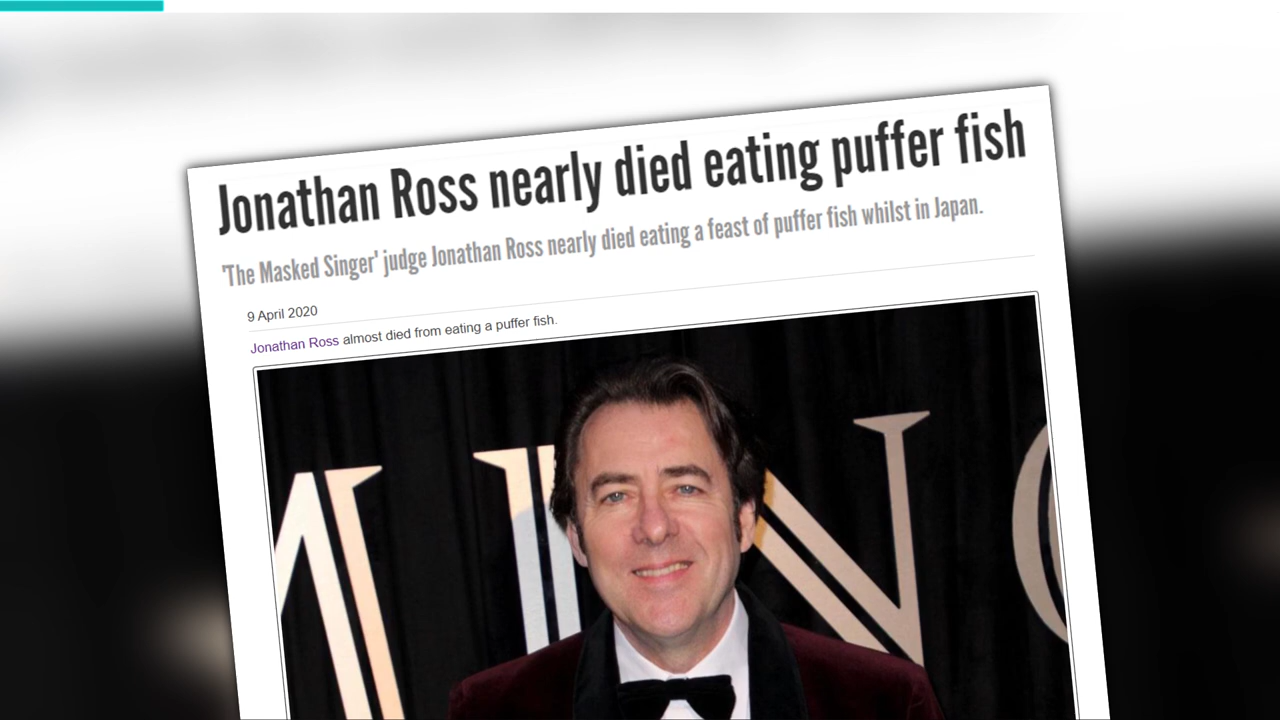 Jonathan Ross nearly died eating puffer fish
'The Masked Singer' judge Jonathan Ross nearly died eating a feast of puffer fish whilst in Japan.
9 April 2020
Jonathan Ross almost died from eating a puffer fish.